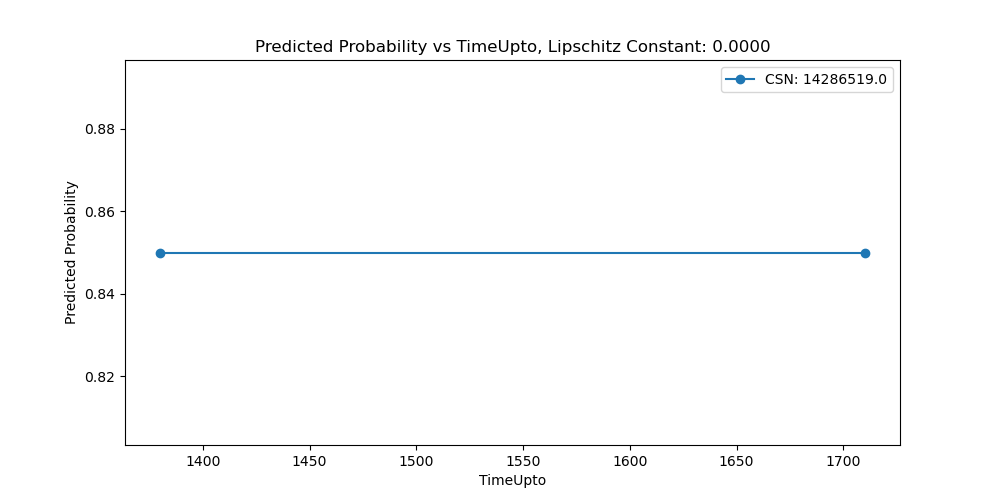 Predicted Probability vs TimeUpto, Lipschitz Constant: 0.0000
CSN: 14286519.0
Predicted Probability
0.88
0.86
0.84
0.82
1400 1450 1500 1550 1600 1650 1700
TimeUpto